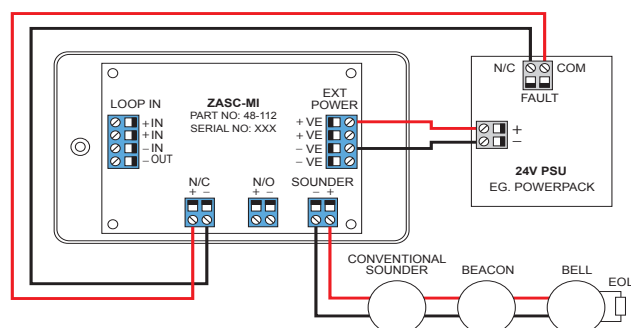 N/C
COM
FAULT
LOOP IN
+ IN
+ IN
– IN
– OUT
ZASC-MI
PART NO: 48-112
SERIAL NO: XXX
EXT
POWER
+ VE
+ VE
– VE
– VE
+
–
24V PSU
EG. POWERPACK
N/C
+ –
N/O
+ –
SOUNDER
– +
CONVENTIONAL
SOUNDER
BEACON
BELL
EOL